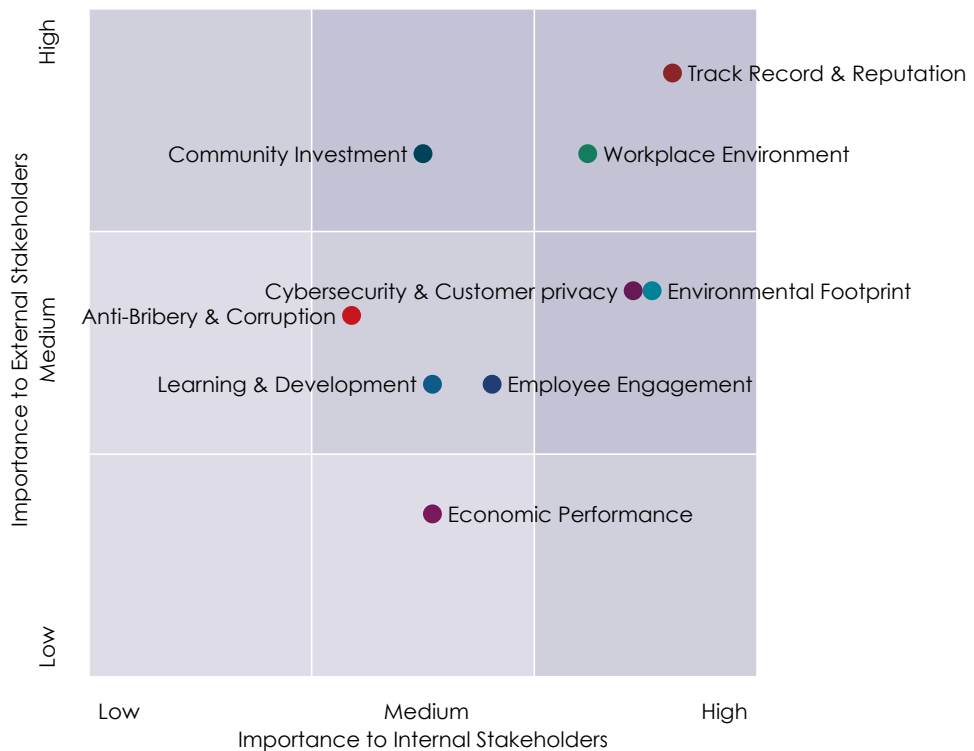 High
Track Record & Reputation
Community Investment
Workplace Environment
Importance to External Stakeholders
Medium
Cybersecurity & Customer privacy
Environmental Footprint
Anti-Bribery & Corruption
Learning & Development
Employee Engagement
Economic Performance
Low
Low
Medium
High
Importance to Internal Stakeholders